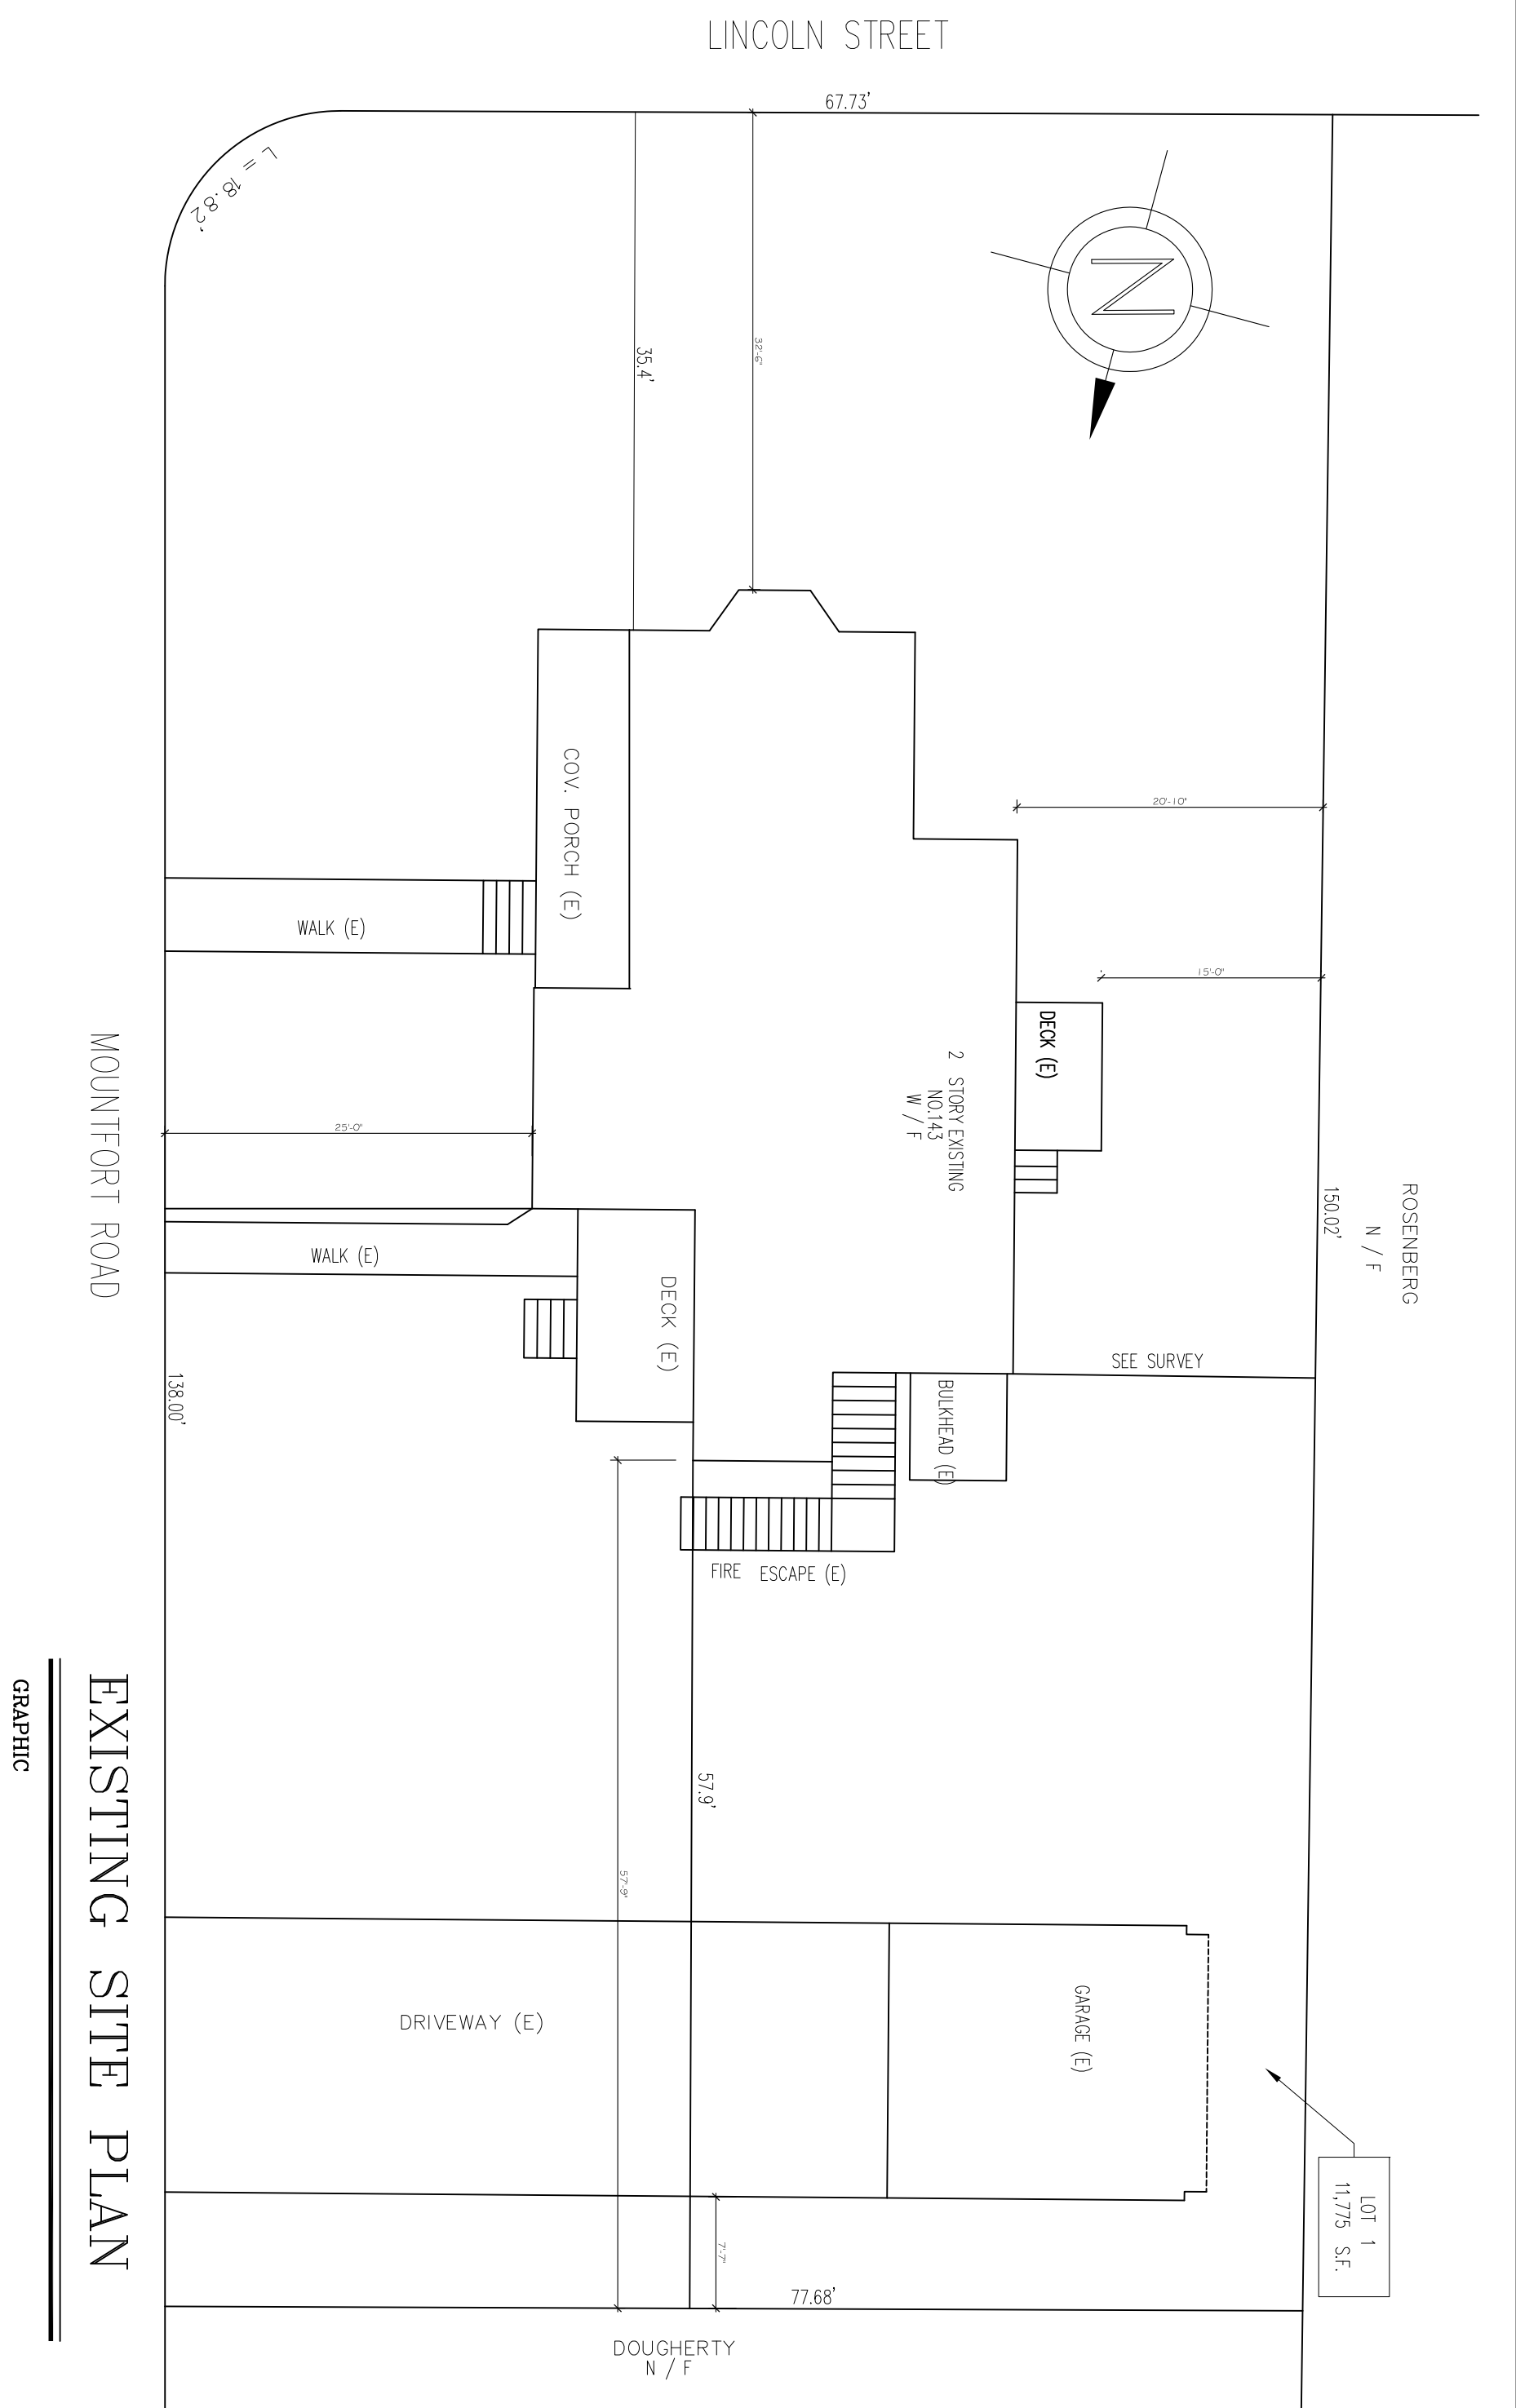 LINCOLN STREET
67.73'
L = 18.82'
N
35.4'
32'-6"
20'-10"
COV. PORCH (E)
WALK (E)
15'-0"
DECK (E)
2 STORY EXISTING
NO.143
W / F
MOUNTFORT ROAD
25'-0"
ROSENBERG
N / F
150.02'
WALK (E)
DECK (E)
SEE SURVEY
138.00'
BULKHEAD (E)
FIRE ESCAPE (E)
57.9'
57'-9"
DRIVEWAY (E)
GARAGE (E)
LOT 1
11,775 S.F.
7'-7"
77.68'
DOUGHERTY
N / F
EXISTING SITE PLAN
GRAPHIC